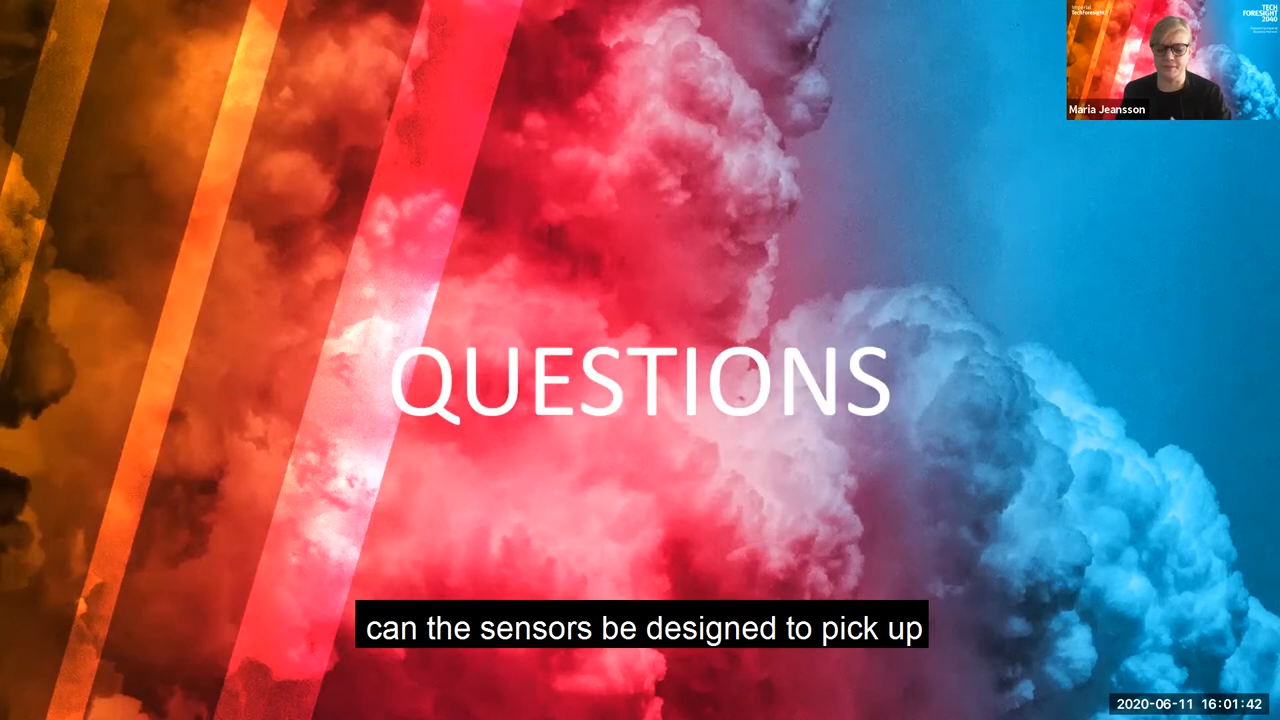 Imperial
TechForesight
TECH
FORESIGHT
2040
Maria Jeansson
QUESTIONS
can the sensors be designed to pick up
2020-06-11 16:01:42